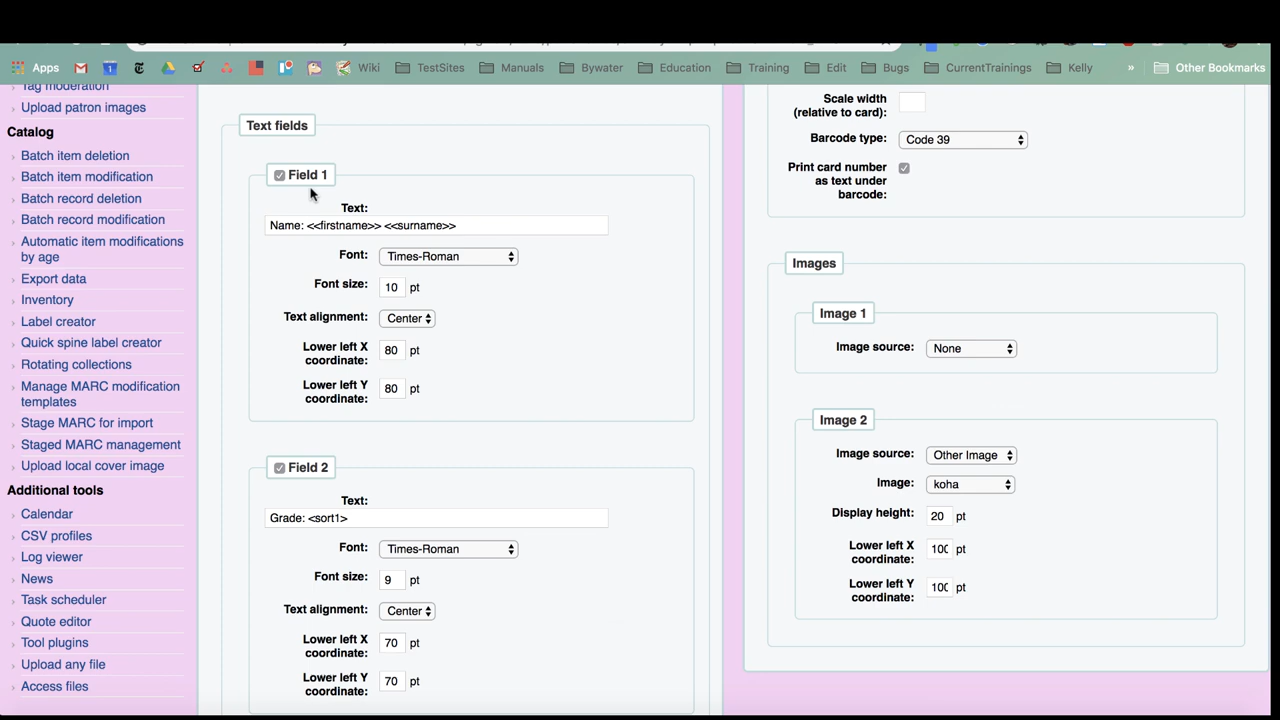 Apps Wiki TestSites Manuals Bywater Education Training Edit Bugs CurrentTrainings Kelly » Other Bookmarks
Tag moderation
Upload patron images
Catalog
Batch item deletion
Batch item modification
Batch record deletion
Batch record modification
Automatic item modifications
by age
Export data
Inventory
Label creator
Quick spine label creator
Rotating collections
Manage MARC modification
templates
Stage MARC for import
Staged MARC management
Upload local cover image
Additional tools
Calendar
CSV profiles
Log viewer
News
Task scheduler
Quote editor
Tool plugins
Upload any file
Access files
Text fields
Field 1
Text:
Name: <<firstname>> <<surname>>
Font: Times-Roman
Font size: 10 pt
Text alignment: Center
Lower left X
coordinate: 80 pt
Lower left Y
coordinate: 80 pt
Field 2
Text:
Grade: <sort1>
Font: Times-Roman
Font size: 9 pt
Text alignment: Center
Lower left X
coordinate: 70 pt
Lower left Y
coordinate: 70 pt
Scale width
(relative to card):
Barcode type: Code 39
Print card number
as text under
barcode:
Images
Image 1
Image source: None
Image 2
Image source: Other Image
Image: koha
Display height: 20 pt
Lower left X
coordinate: 100 pt
Lower left Y
coordinate: 100 pt